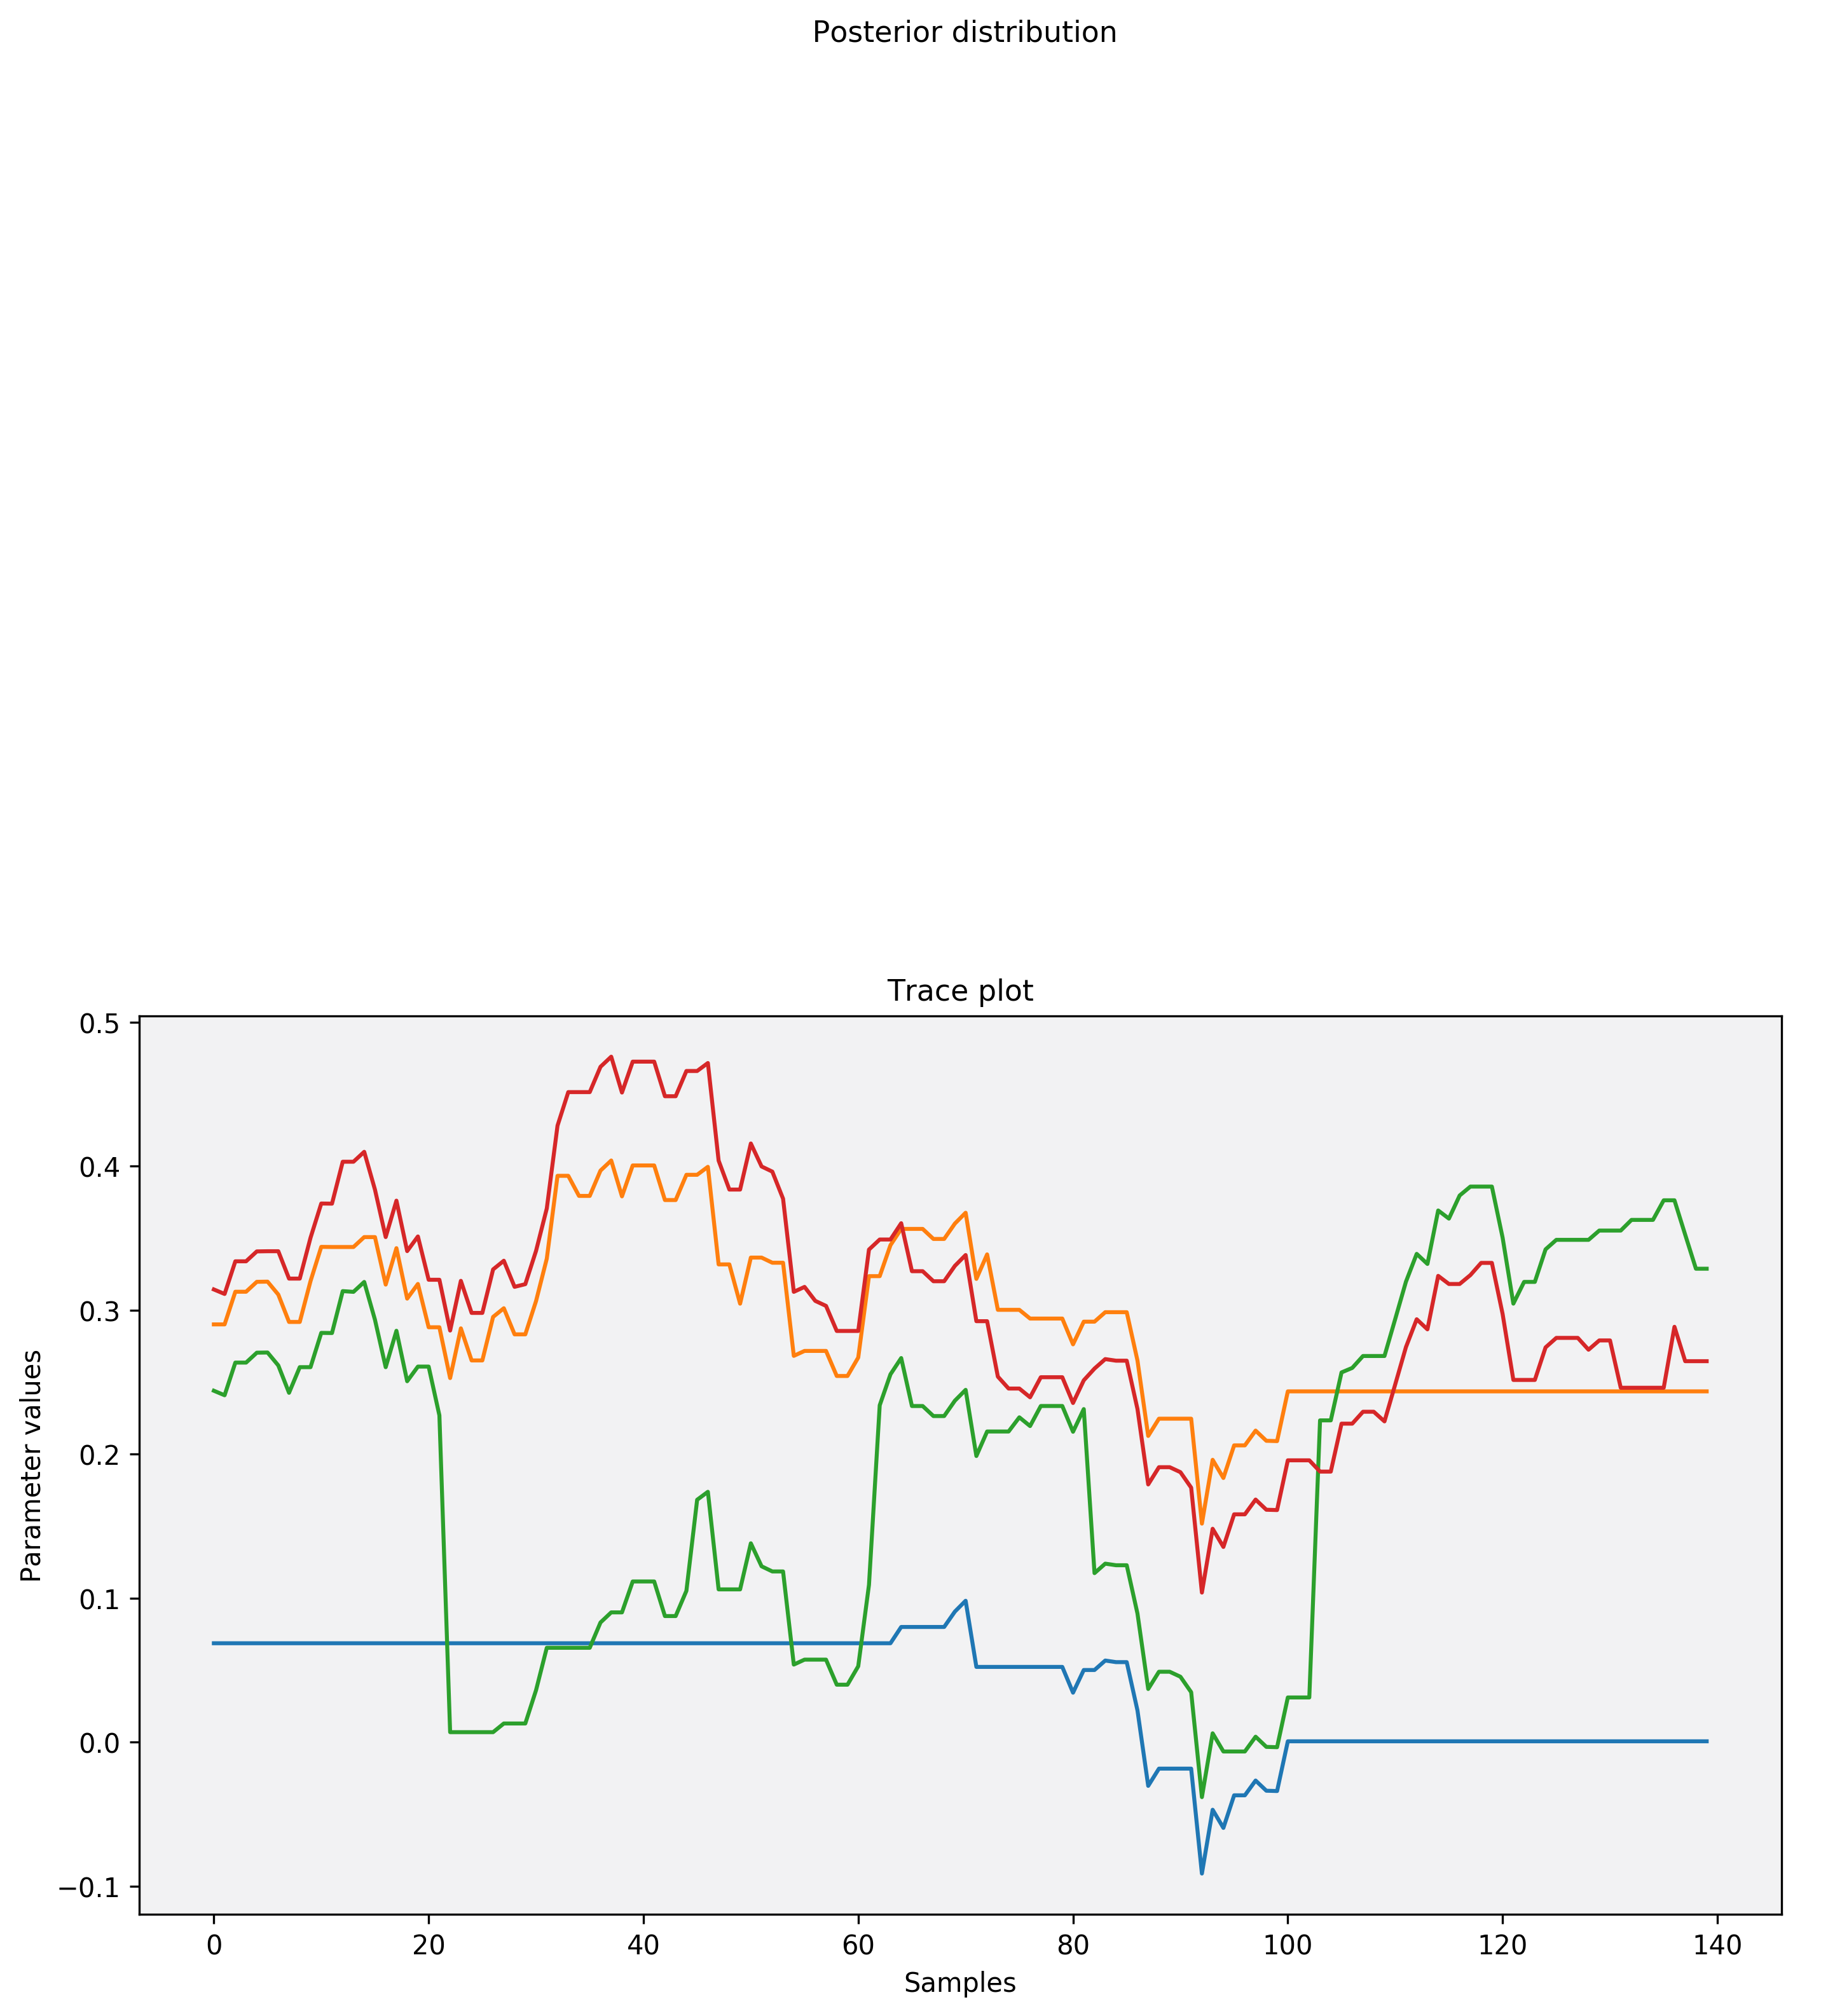 Posterior distribution
Trace plot
0.5
0.4
0.3
0.2
0.1
0.0
−0.1
Parameter values
0 20 40 60 80 100 120 140
Samples